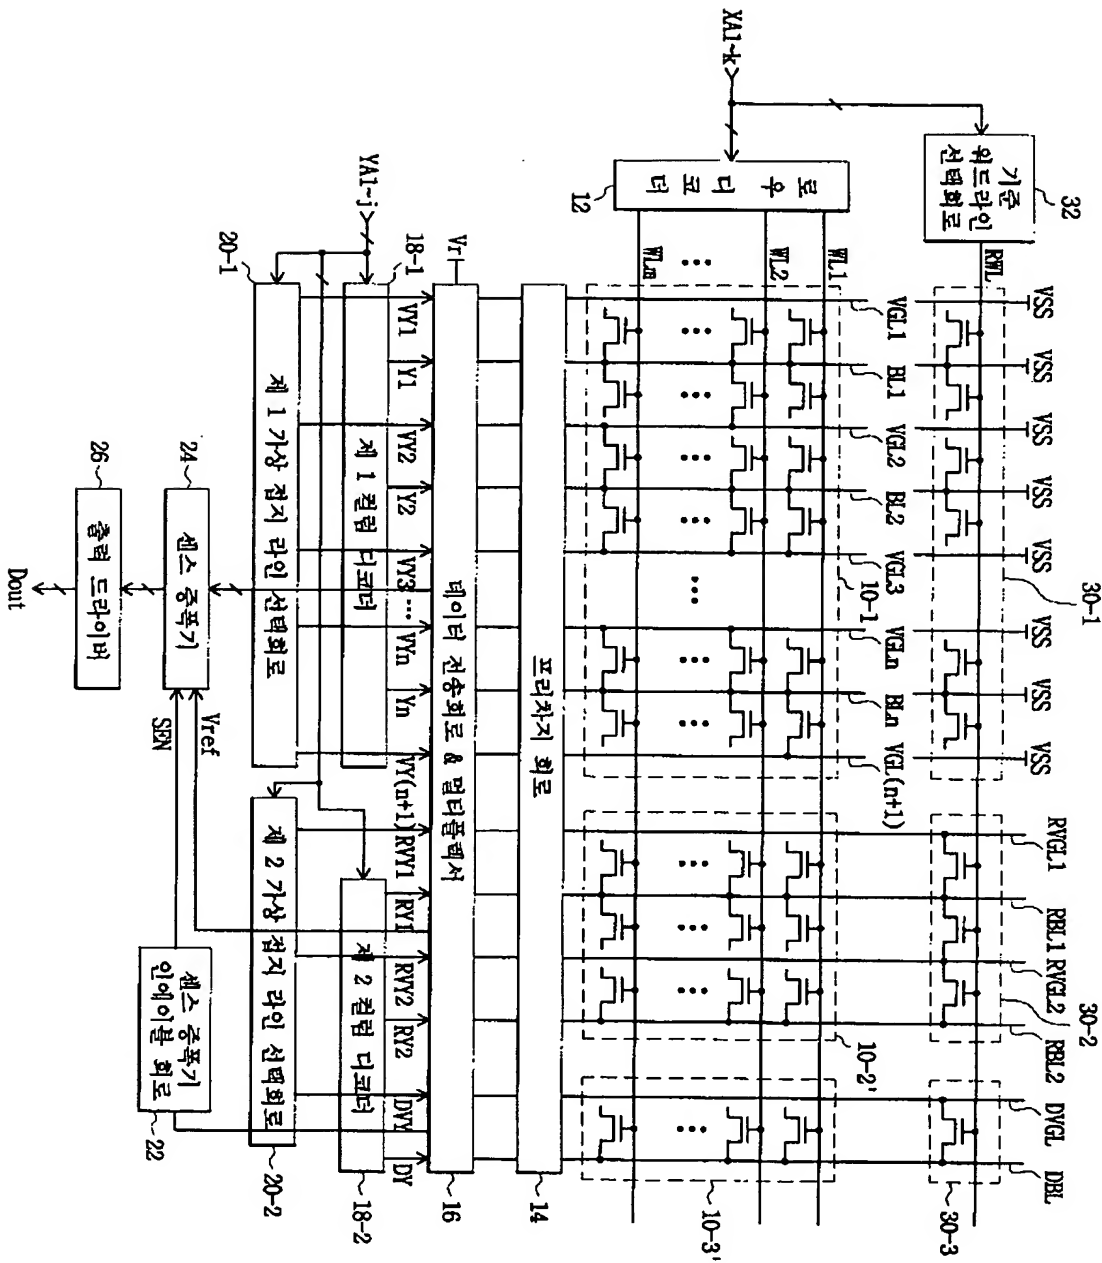 XA1~k
기준
워드라인
선택회로
32
RWL
VSS
VSS
VSS
VSS
VSS
VSS
VSS
VSS
30-1
30-2
30-3
로우 디코더
12
WL1
WL2
WLm
VGL1
BL1
VGL2
BL2
VGL3
VGLn
BLn
VGL(n+1)
RVGL1
RBL1
RVGL2
RBL2
DVGL
DBL
10-1
10-2'
10-3'
프리차지 회로
14
Vr
데이터 전송회로 & 멀티플렉서
16
YA1~j
18-1
VY1
Y1
VY2
Y2
VY3
VYn
Yn
VY(n+1)
RVY1
RY1
RVY2
RY2
DVY
DY
제 1 컬럼 디코더
제 2 컬럼 디코더
18-2
20-1
제 1 가상 접지 라인 선택회로
제 2 가상 접지 라인 선택회로
20-2
24
센스 증폭기
Vref
SEN
센스 증폭기
인에이블 회로
22
26
출력 드라이버
Dout